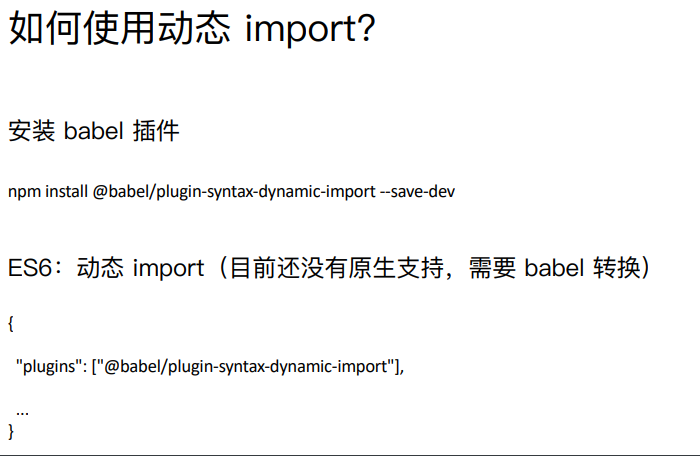 如何使用动态 import?
安装 babel 插件
npm install @babel/plugin-syntax-dynamic-import --save-dev
ES6：动态 import（目前还没有原生支持，需要 babel 转换）
{
"plugins": ["@babel/plugin-syntax-dynamic-import"],
...
}